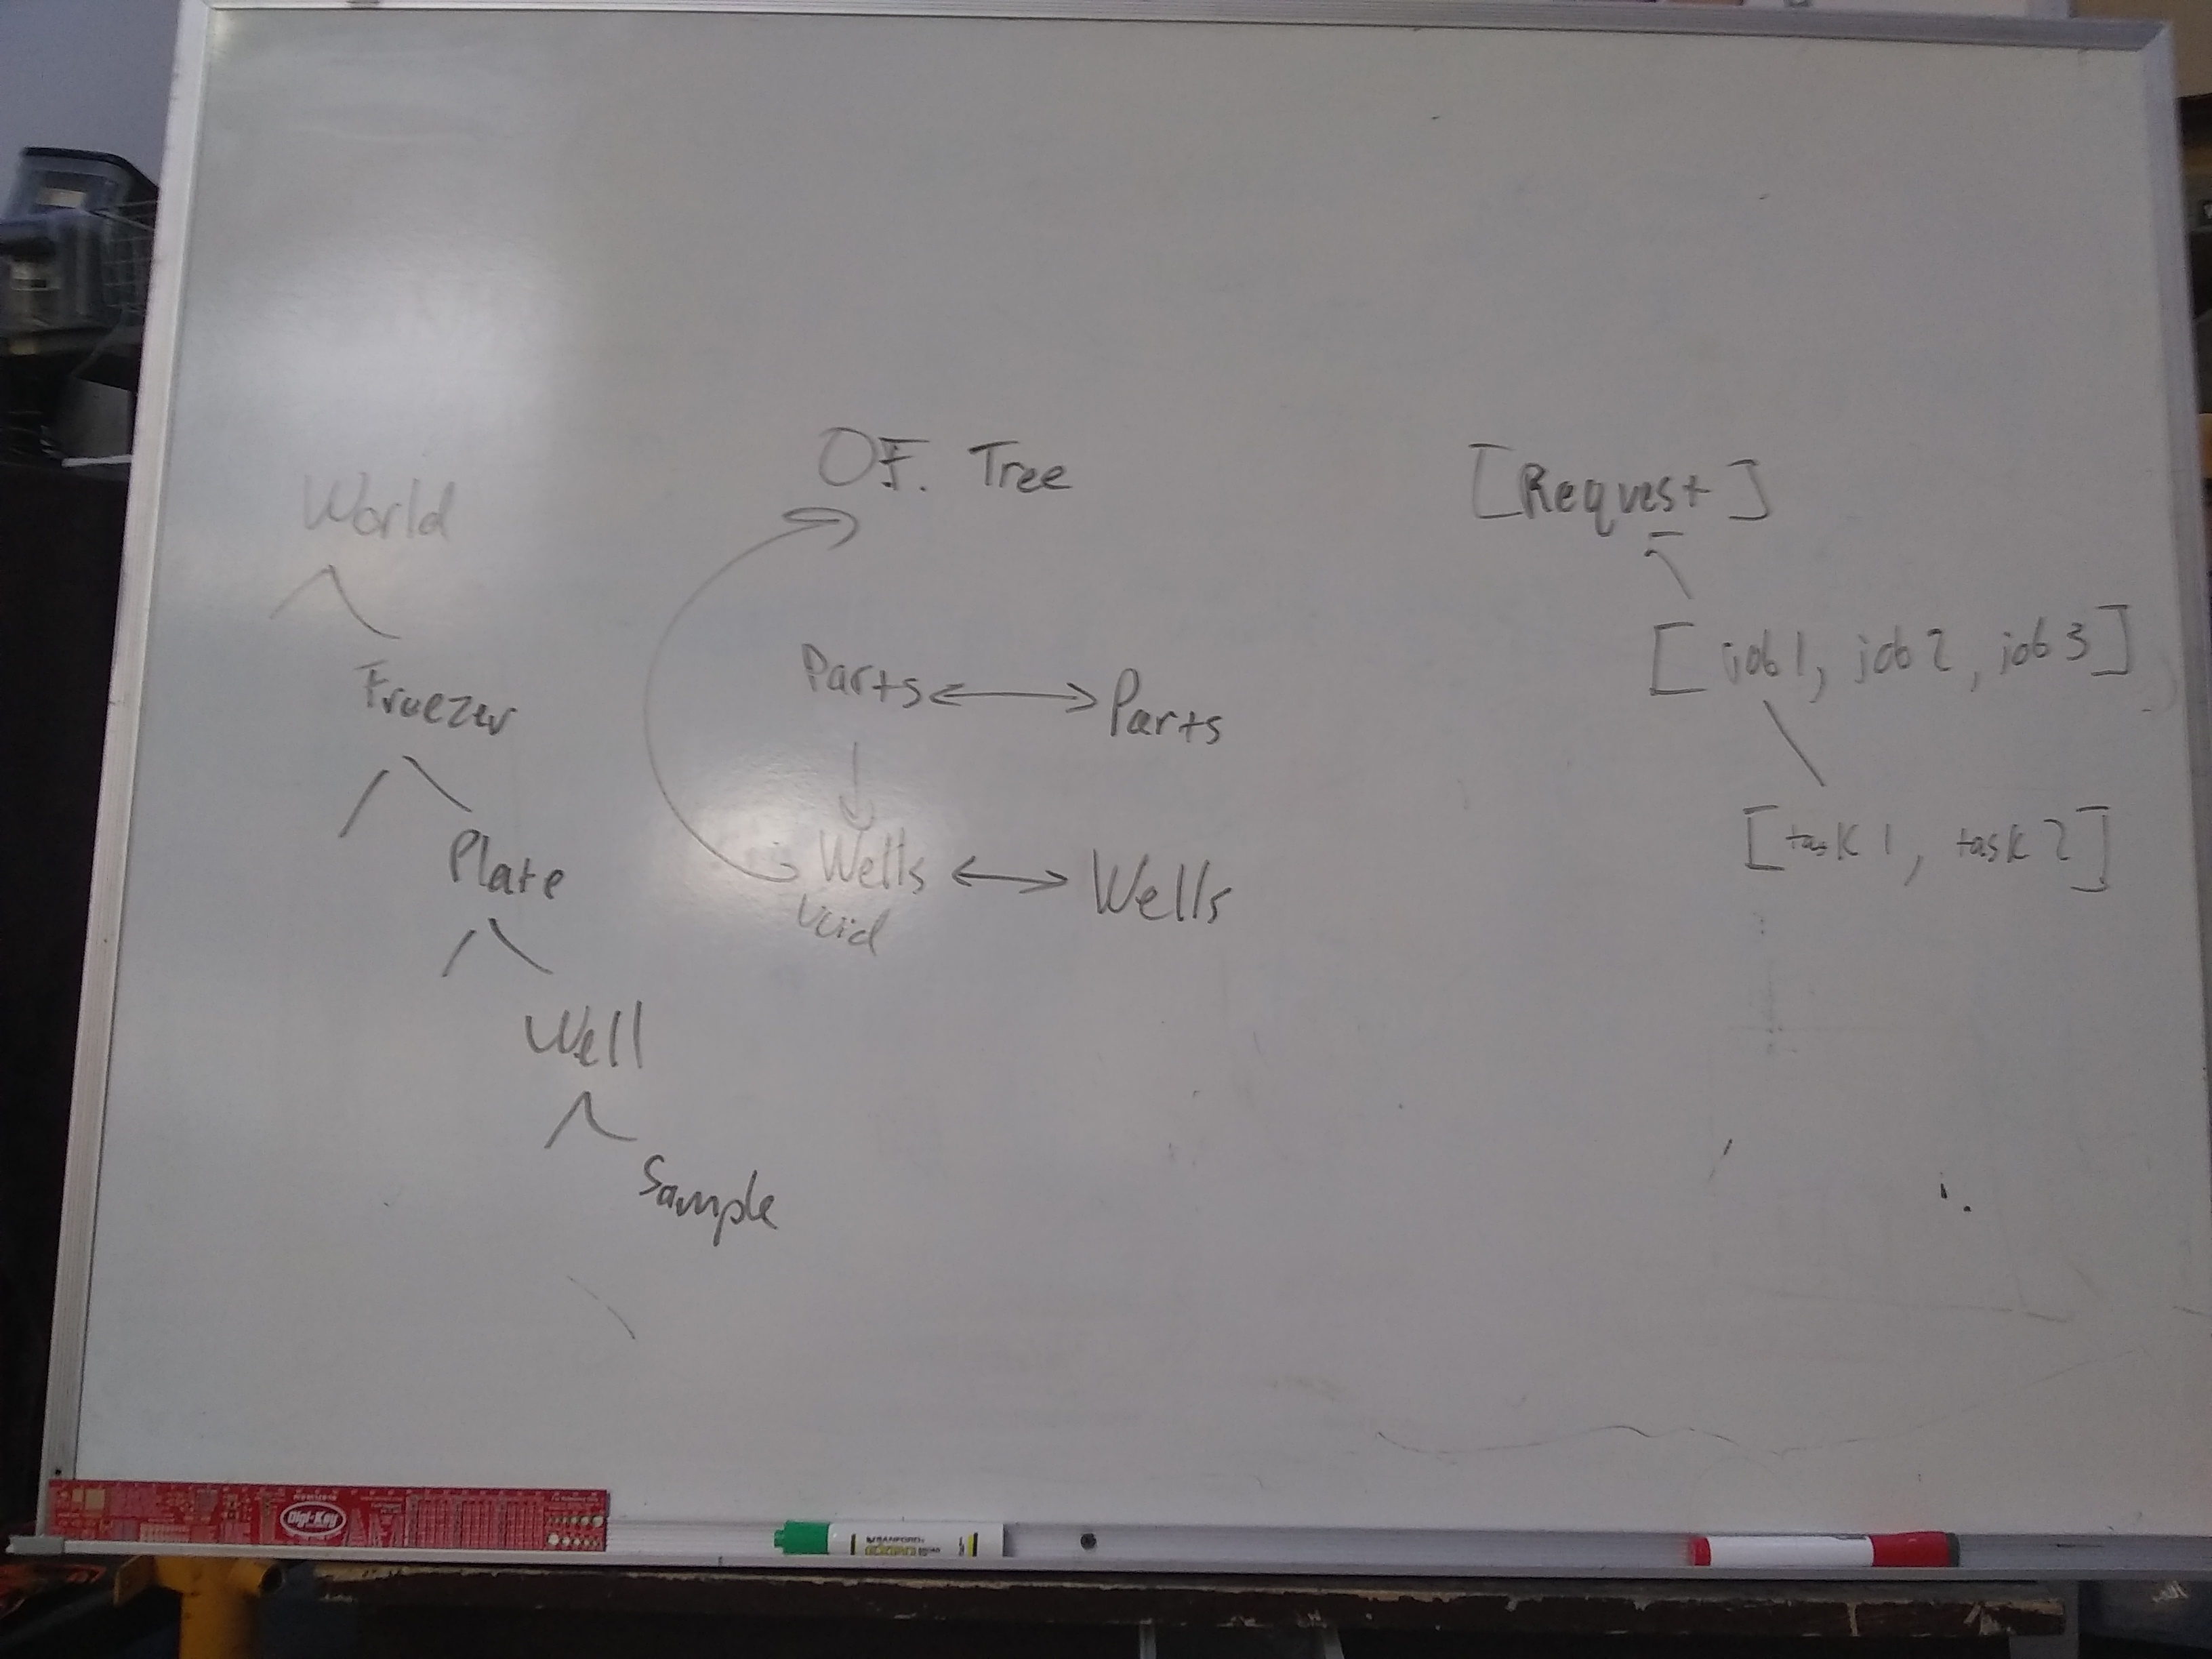 World
Freezer
Plate
Well
Sample
OF. Tree
Parts Parts
Wells Wells
[Request]
[job1, job2, job3]
[task1, task2]
Digi-Key
SANFORD